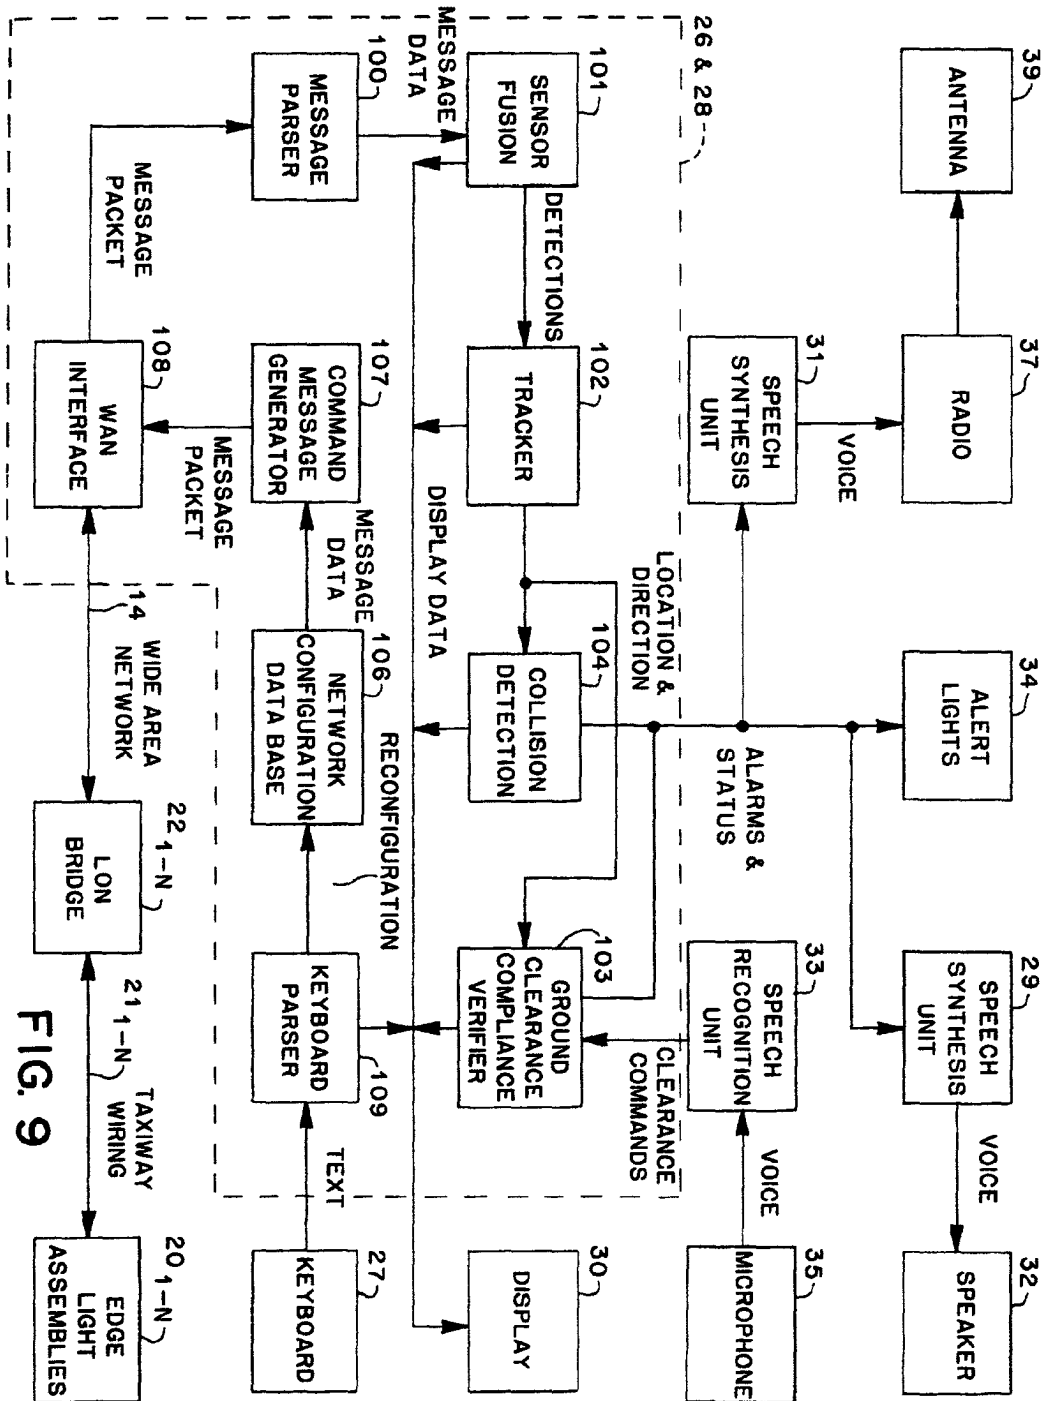 39
ANTENNA
37
RADIO
34
ALERT
LIGHTS
29
SPEECH
SYNTHESIS
UNIT
VOICE
32
SPEAKER
26 & 28
31
SPEECH
SYNTHESIS
UNIT
VOICE
ALARMS &
STATUS
33
SPEECH
RECOGNITION
UNIT
VOICE
35
MICROPHONE
LOCATION &
DIRECTION
CLEARANCE
COMMANDS
101
SENSOR
FUSION
DETECTIONS
102
TRACKER
104
COLLISION
DETECTION
103
GROUND
CLEARANCE
COMPLIANCE
VERIFIER
30
DISPLAY
MESSAGE
DATA
DISPLAY DATA
RECONFIGURATION
100
MESSAGE
PARSER
107
COMMAND
MESSAGE
GENERATOR
MESSAGE
DATA
106
NETWORK
CONFIGURATION
DATA BASE
KEYBOARD
PARSER
109
TEXT
27
KEYBOARD
MESSAGE
PACKET
MESSAGE
PACKET
108
WAN
INTERFACE
14
WIDE AREA
NETWORK
22 1-N
LON
BRIDGE
21 1-N
TAXIWAY
WIRING
20 1-N
EDGE
LIGHT
ASSEMBLIES
FIG. 9